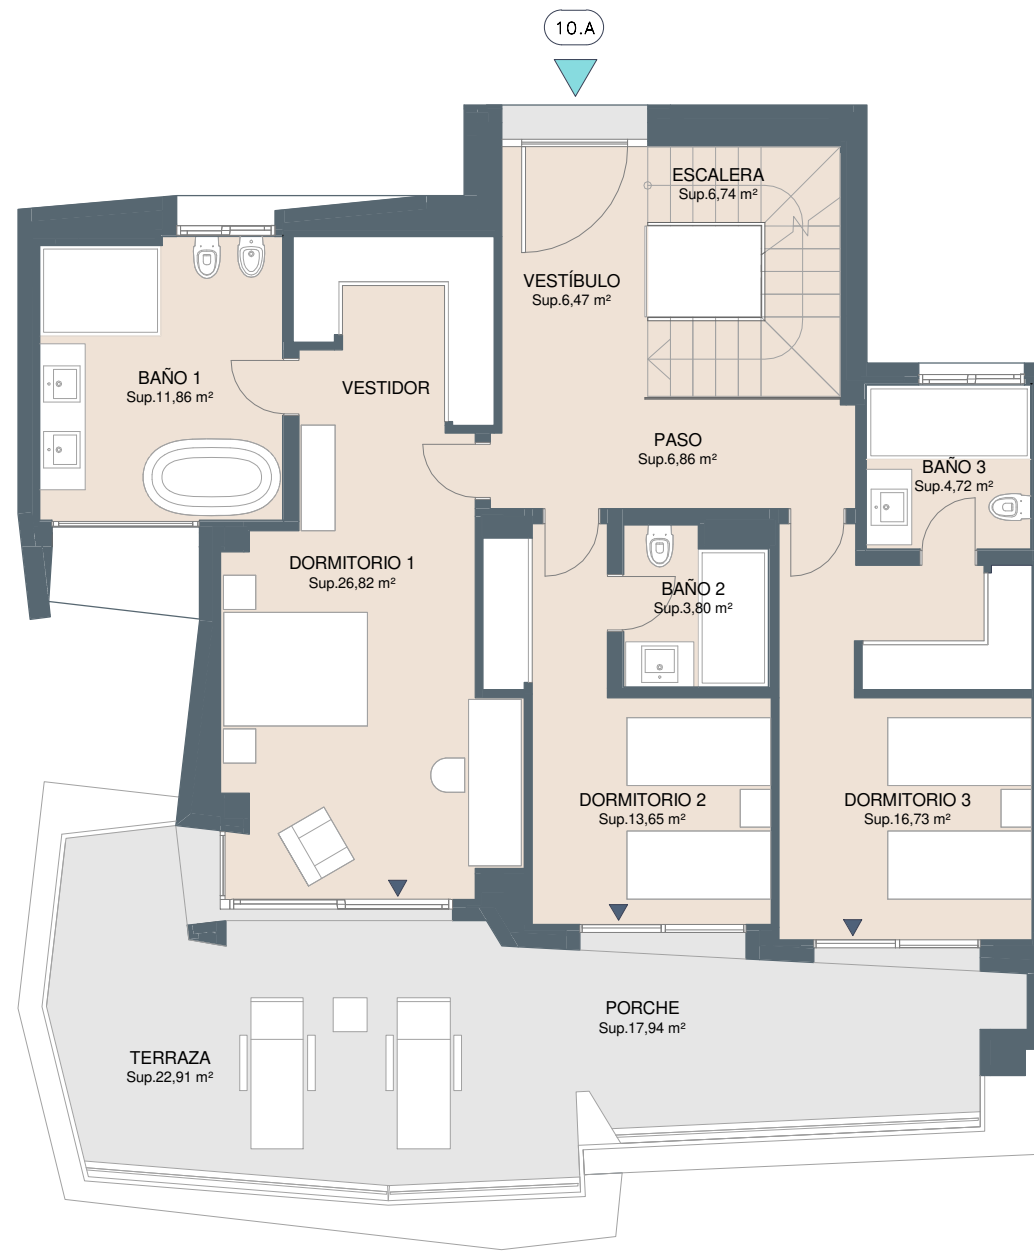 10.A
ESCALERA
Sup.6,74 m²
VESTÍBULO
Sup.6,47 m²
BAÑO 1
Sup.11,86 m²
VESTIDOR
PASO
Sup.6,86 m²
BAÑO 3
Sup.4,72 m²
DORMITORIO 1
Sup.26,82 m²
BAÑO 2
Sup.3,80 m²
DORMITORIO 2
Sup.13,65 m²
DORMITORIO 3
Sup.16,73 m²
PORCHE
Sup.17,94 m²
TERRAZA
Sup.22,91 m²